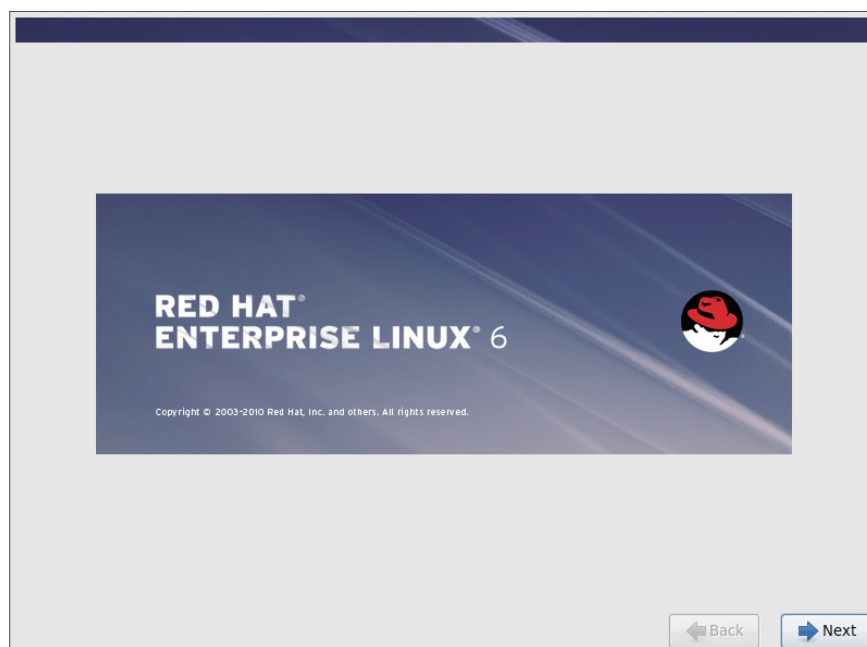 RED HAT®
ENTERPRISE LINUX® 6
Copyright © 2003-2010 Red Hat, Inc. and others. All rights reserved.
Back
Next